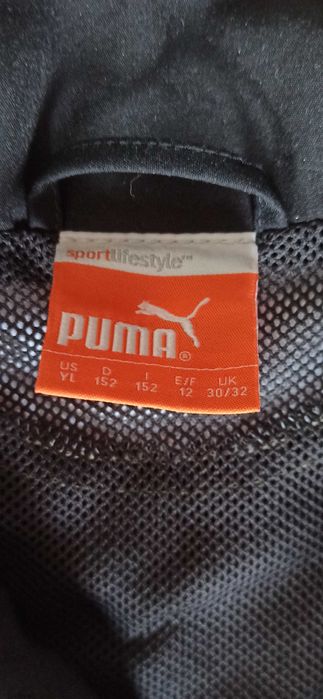 sportlifestyle™
PUMA®
US D I E/F UK
YL 152 152 12 30/32